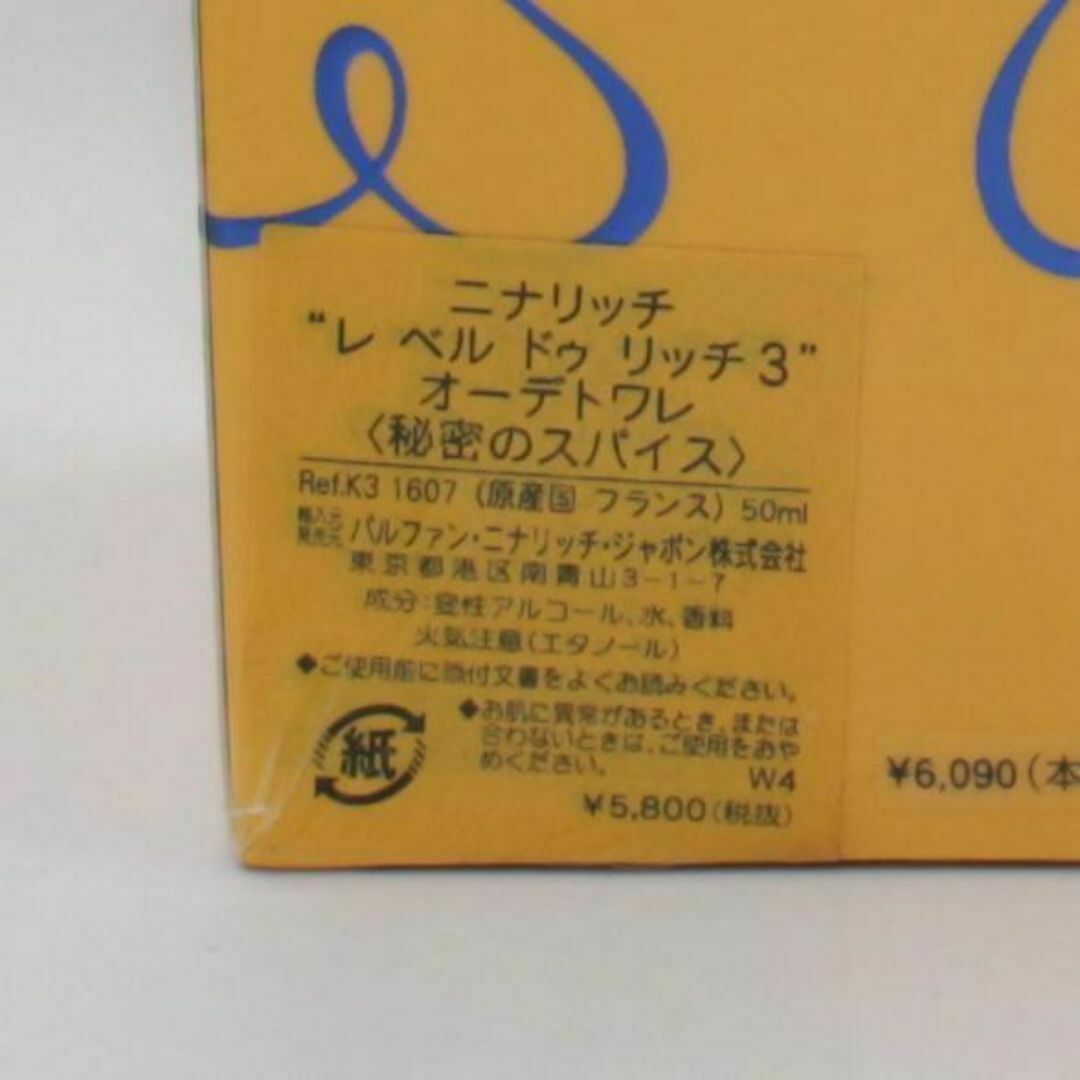 ニナリッチ
“レ ベル ドゥ リッチ3”
オーデトワレ
〈秘密のスパイス〉
Ref.K3 1607 (原産国 フランス) 50ml
輸入元
発売元 パルファン・ニナリッチ・ジャポン株式会社
東京都港区南青山3-1-7
成分:変性アルコール、水、香料
火気注意(エタノール)
◆ご使用前に添付文書をよくお読みください。
◆お肌に異常があるとき、または
合わないときは、ご使用をおや
めください。
紙
W4
¥5,800(税抜)
¥6,090(本